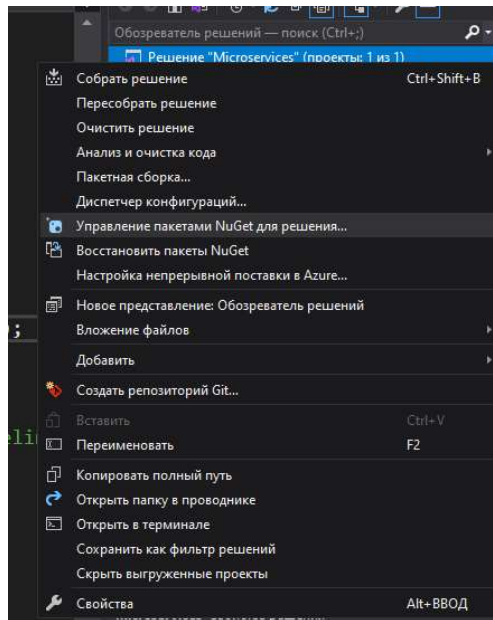 Обозреватель решений — поиск (Ctrl+;)
Решение "Microservices" (проекты: 1 из 1)
Собрать решение Ctrl+Shift+B
Пересобрать решение
Очистить решение
Анализ и очистка кода
Пакетная сборка...
Диспетчер конфигураций...
Управление пакетами NuGet для решения...
Восстановить пакеты NuGet
Настройка непрерывной поставки в Azure...
Новое представление: Обозреватель решений
);
Вложение файлов
Добавить
Создать репозиторий Git...
Вставить Ctrl+V
eli
Переименовать F2
Копировать полный путь
Открыть папку в проводнике
Открыть в терминале
Сохранить как фильтр решений
Скрыть выгруженные проекты
Свойства Alt+ВВОД